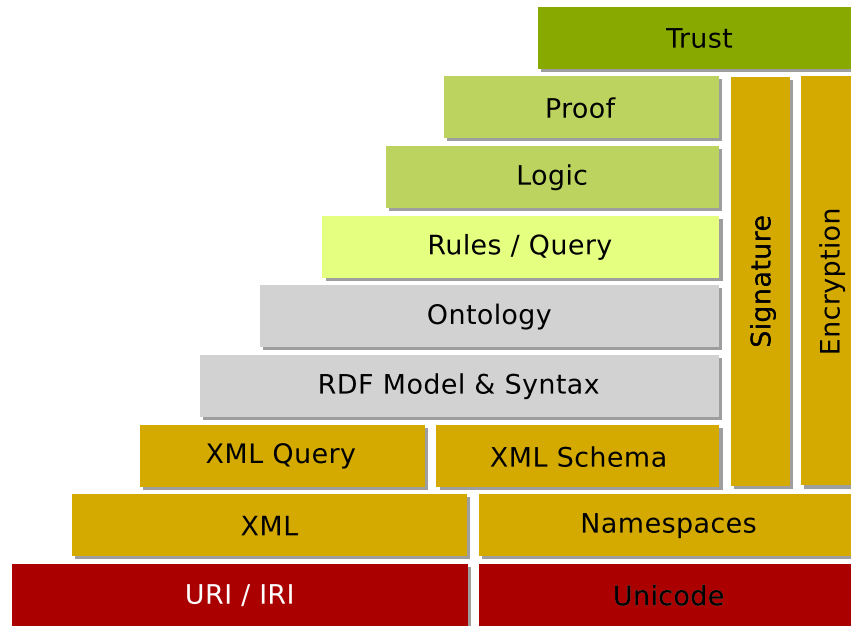 Trust
Proof
Logic
Rules / Query
Ontology
RDF Model & Syntax
XML Query
XML Schema
Signature
Encryption
XML
Namespaces
URI / IRI
Unicode